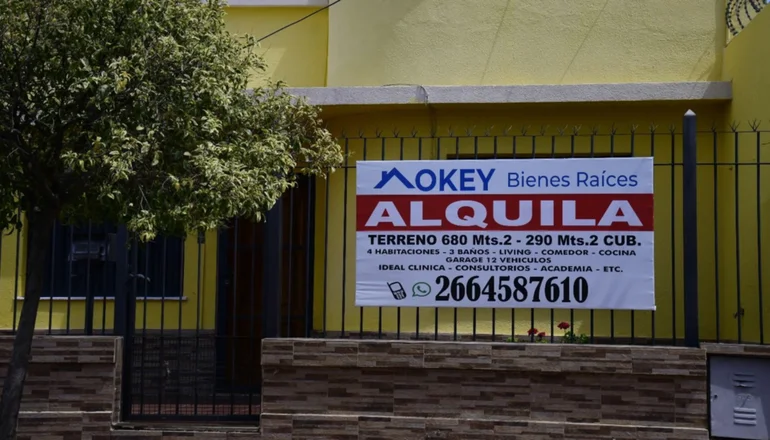 OKEY Bienes Raíces
ALQUILA
TERRENO 680 Mts.2 - 290 Mts.2 CUB.
4 HABITACIONES - 3 BAÑOS - LIVING - COMEDOR - COCINA
GARAGE 12 VEHICULOS
IDEAL CLINICA - CONSULTORIOS - ACADEMIA - ETC.
2664587610